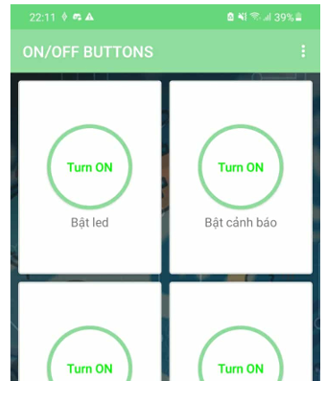 22:11 39%
ON/OFF BUTTONS
Turn ON Turn ON
Bật led Bật cảnh báo
Turn ON Turn ON